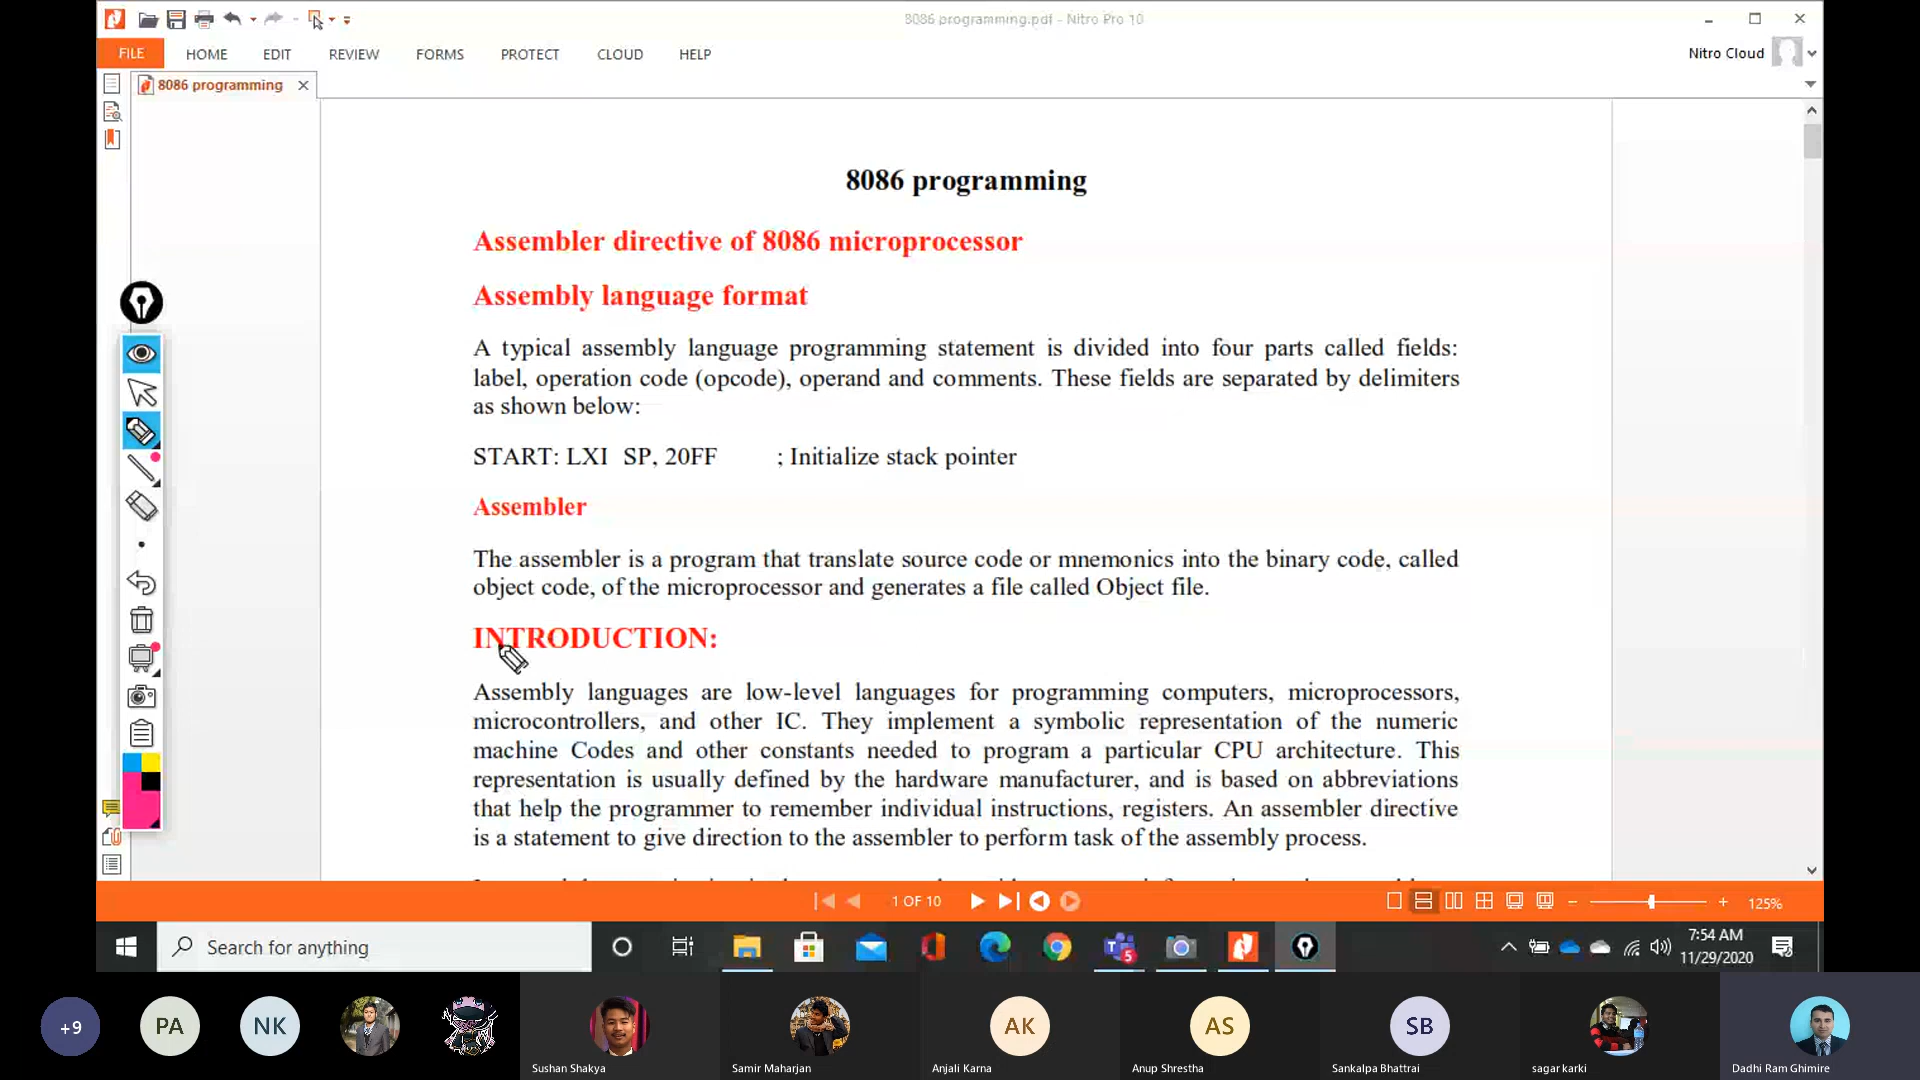 8086 programming.pdf - Nitro Pro 10
FILE HOME EDIT REVIEW FORMS PROTECT CLOUD HELP
Nitro Cloud
8086 programming
8086 programming
Assembler directive of 8086 microprocessor
Assembly language format
A typical assembly language programming statement is divided into four parts called fields:
label, operation code (opcode), operand and comments. These fields are separated by delimiters
as shown below:
START: LXI SP, 20FF ; Initialize stack pointer
Assembler
The assembler is a program that translate source code or mnemonics into the binary code, called
object code, of the microprocessor and generates a file called Object file.
INTRODUCTION:
Assembly languages are low-level languages for programming computers, microprocessors,
microcontrollers, and other IC. They implement a symbolic representation of the numeric
machine Codes and other constants needed to program a particular CPU architecture. This
representation is usually defined by the hardware manufacturer, and is based on abbreviations
that help the programmer to remember individual instructions, registers. An assembler directive
is a statement to give direction to the assembler to perform task of the assembly process.
1 OF 10
125%
Search for anything
5
7:54 AM
11/29/2020
+9 PA NK AK AS SB
Sushan Shakya Samir Maharjan Anjali Karna Anup Shrestha Sankalpa Bhattrai sagar karki Dadhi Ram Ghimire